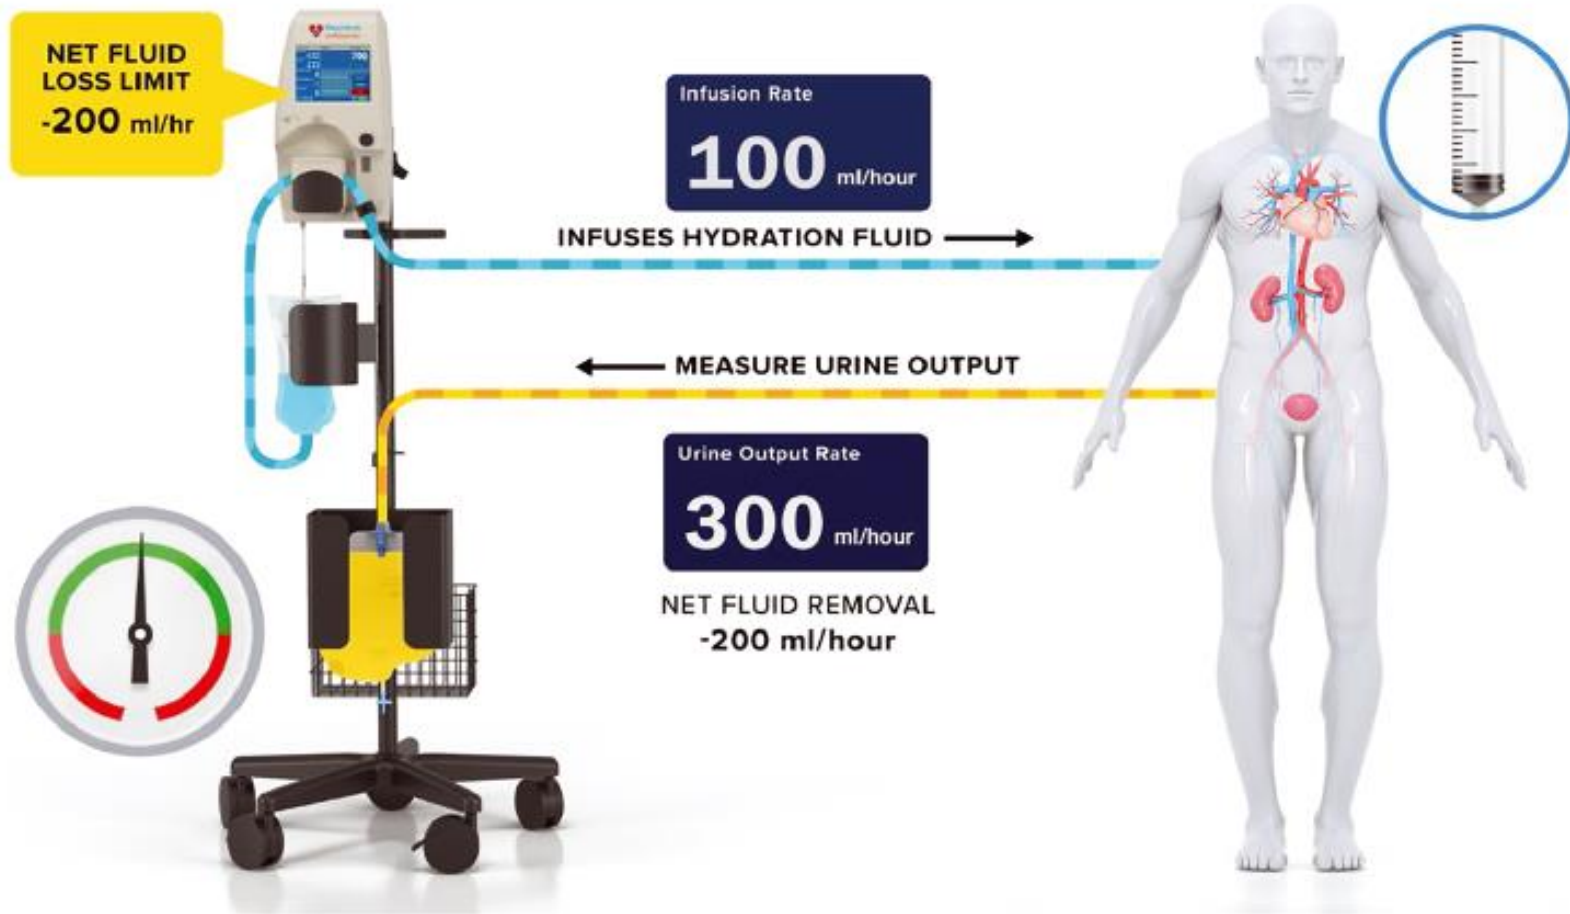 NET FLUID
LOSS LIMIT
-200 ml/hr
Infusion Rate
100 ml/hour
INFUSES HYDRATION FLUID
MEASURE URINE OUTPUT
Urine Output Rate
300 ml/hour
NET FLUID REMOVAL
-200 ml/hour